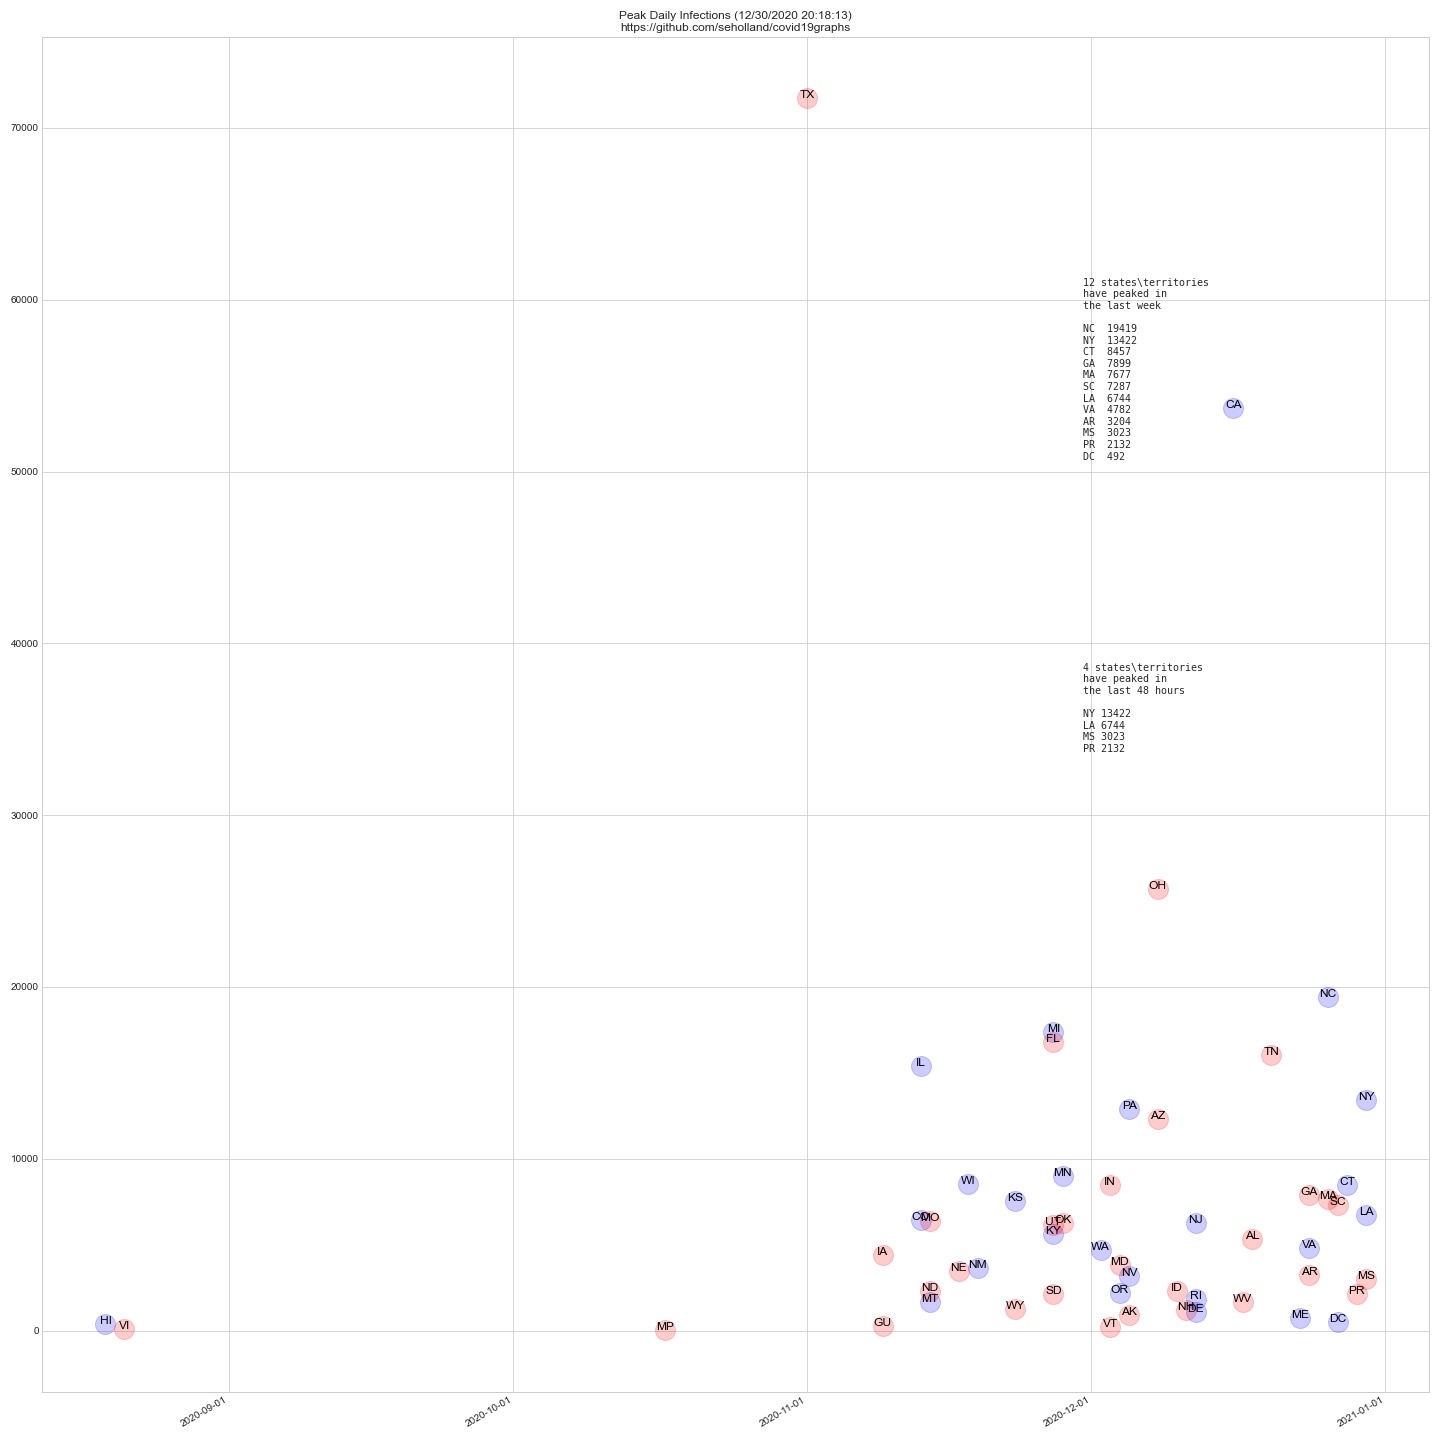 Peak Daily Infections (12/30/2020 20:18:13)
https://github.com/seholland/covid19graphs
TX
70000
12 states\territories
60000
have peaked in
the last week
NC  19419
NY  13422
CT  8457
GA  7899
MA  7677
SC  7287
LA  6744
CA
VA  4782
AR  3204
MS  3023
PR  2132
DC  492
50000
40000
4 states\territories
have peaked in
the last 48 hours
NY 13422
LA 6744
MS 3023
PR 2132
30000
OH
20000
NC
MI
FL
TN
IL
NY
PA
AZ
10000
MN
WI
IN
CT
KS
GA
MA
SC
LA
CO
MO
UT
OK
NJ
KY
AL
WA
VA
IA
MD
NE
NM
NV
AR
MS
ND
SD
OR
ID
PR
MT
RI
WV
WY
NH
DE
AK
ME
HI
VI
MP
GU
VT
DC
0
2020-09-01
2020-10-01
2020-11-01
2020-12-01
2021-01-01